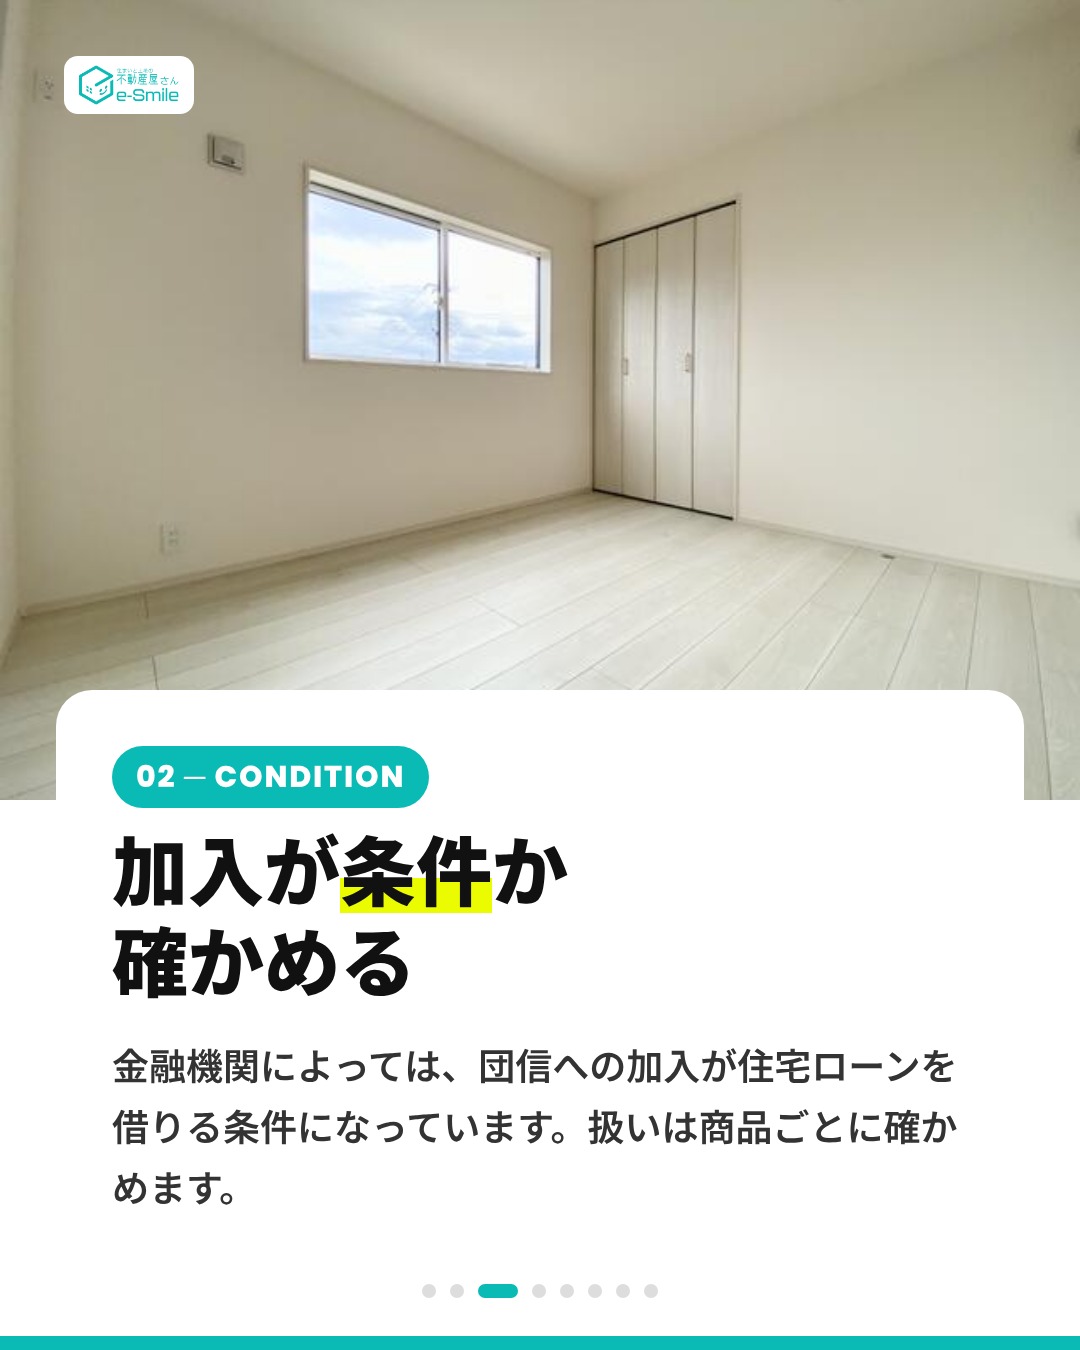 不動産屋さん
e-Smile
02 — CONDITION
加入が条件か
確かめる
金融機関によっては、団信への加入が住宅ローンを
借りる条件になっています。扱いは商品ごとに確か
めます。